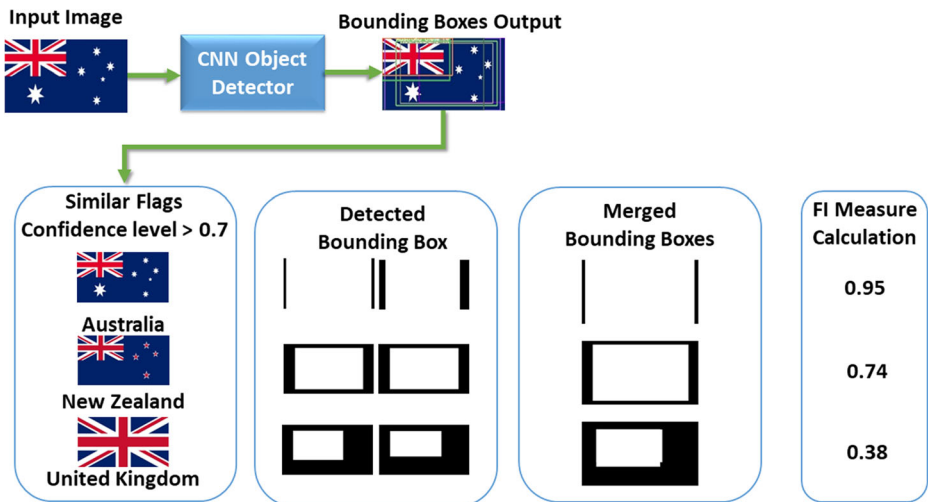 Input Image
Bounding Boxes Output
CNN Object
Detector
Similar Flags
Confidence level > 0.7
Australia
New Zealand
United Kingdom
Detected
Bounding Box
Merged
Bounding Boxes
FI Measure
Calculation
0.95
0.74
0.38